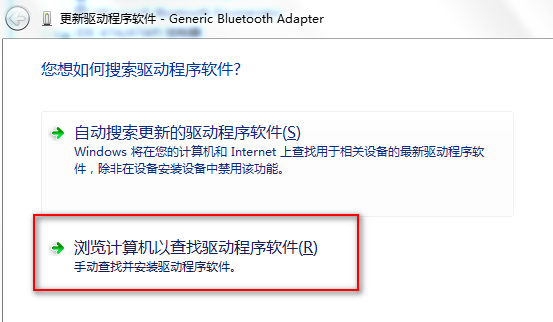 更新驱动程序软件 - Generic Bluetooth Adapter
您想如何搜索驱动程序软件?
自动搜索更新的驱动程序软件(S)
Windows 将在您的计算机和 Internet 上查找用于相关设备的最新驱动程序软
件，除非在设备安装设置中禁用该功能。
浏览计算机以查找驱动程序软件(R)
手动查找并安装驱动程序软件。